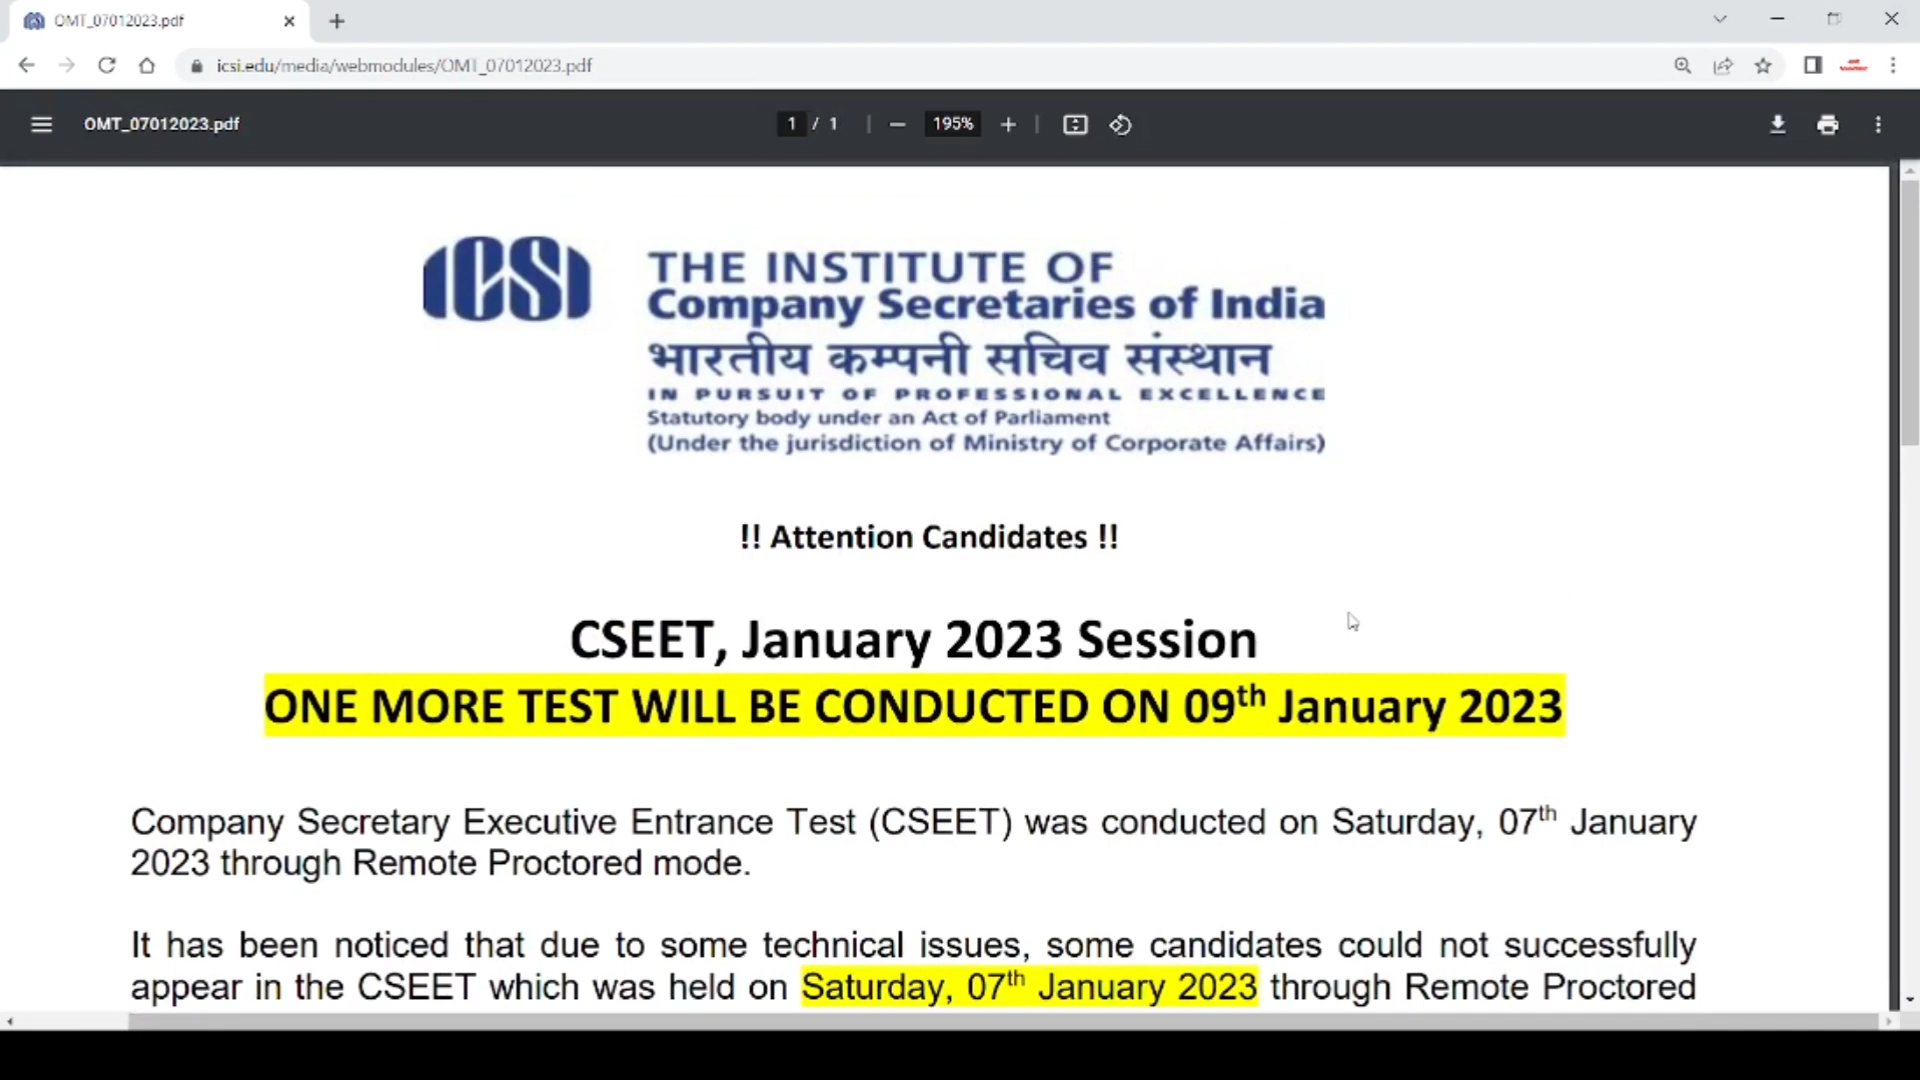 OMT_07012023.pdf
icsi.edu/media/webmodules/OMT_07012023.pdf
OMT_07012023.pdf
1 / 1
195%
ICSI
THE INSTITUTE OF
Company Secretaries of India
भारतीय कम्पनी सचिव संस्थान
IN PURSUIT OF PROFESSIONAL EXCELLENCE
Statutory body under an Act of Parliament
(Under the jurisdiction of Ministry of Corporate Affairs)
!! Attention Candidates !!
CSEET, January 2023 Session
ONE MORE TEST WILL BE CONDUCTED ON 09th January 2023
Company Secretary Executive Entrance Test (CSEET) was conducted on Saturday, 07th January
2023 through Remote Proctored mode.
It has been noticed that due to some technical issues, some candidates could not successfully
appear in the CSEET which was held on Saturday, 07th January 2023 through Remote Proctored